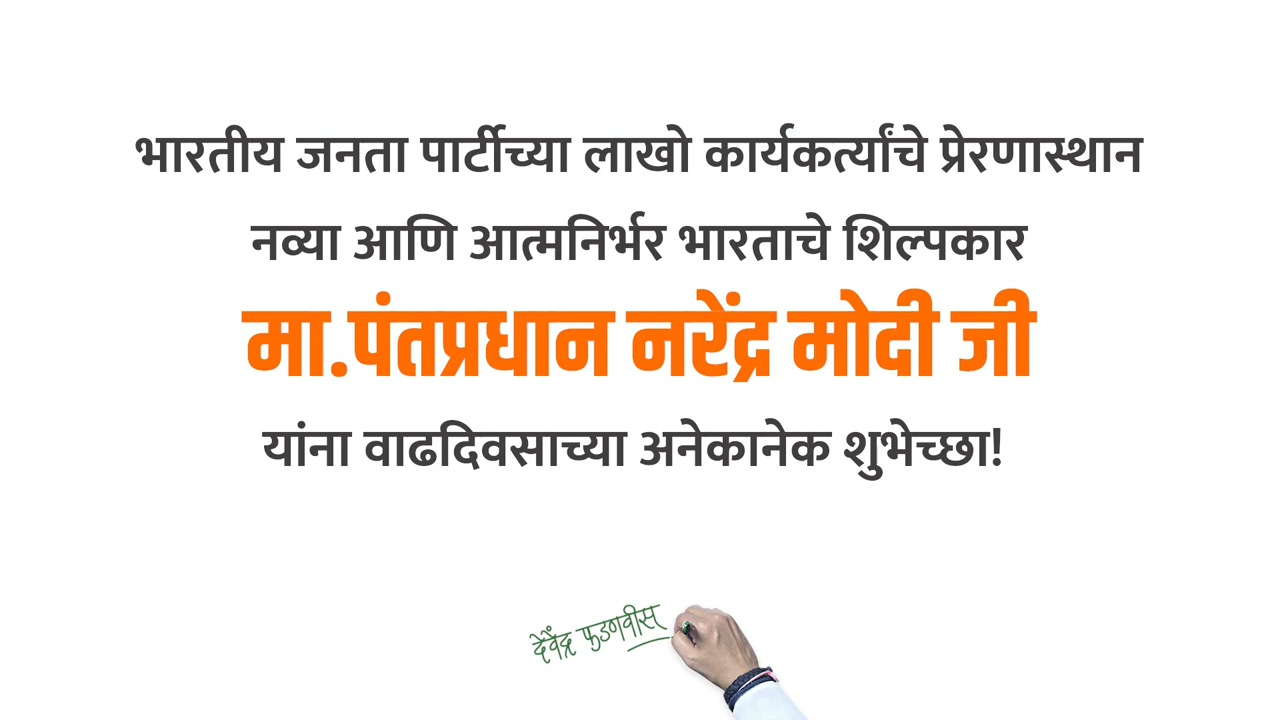 भारतीय जनता पार्टीच्या लाखो कार्यकर्त्यांचे प्रेरणास्थान
नव्या आणि आत्मनिर्भर भारताचे शिल्पकार
मा.पंतप्रधान नरेंद्र मोदी जी
यांना वाढदिवसाच्या अनेकानेक शुभेच्छा!
देवेंद्र फडणवीस